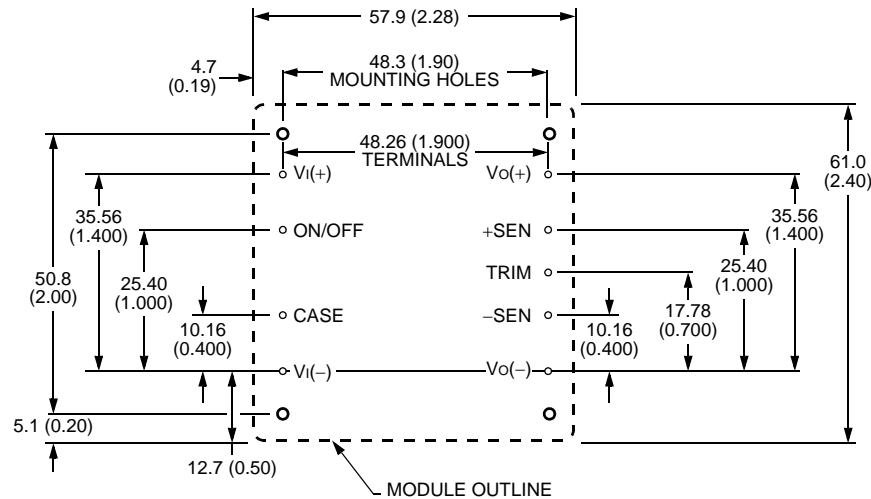 57.9 (2.28)
4.7
(0.19)
48.3 (1.90)
MOUNTING HOLES
48.26 (1.900)
TERMINALS
VI(+)
VO(+)
61.0
(2.40)
35.56
(1.400)
35.56
(1.400)
ON/OFF
+SEN
50.8
(2.00)
25.40
(1.000)
25.40
(1.000)
TRIM
17.78
(0.700)
CASE
–SEN
10.16
(0.400)
10.16
(0.400)
VI(–)
VO(–)
5.1 (0.20)
12.7 (0.50)
MODULE OUTLINE